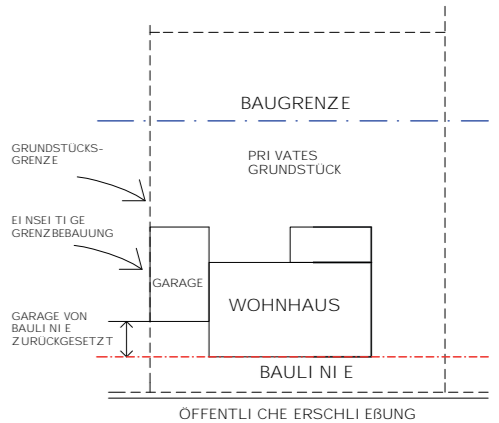 BAUGRENZE
GRUNDSTÜCKS-
GRENZE
PRIVATES
GRUNDSTÜCK
EINSEITIGE
GRENZBEBAUUNG
GARAGE
WOHNHAUS
GARAGE VON
BAULINIE
ZURÜCKGESETZT
BAULINIE
ÖFFENTLICHE ERSCHLIEßUNG